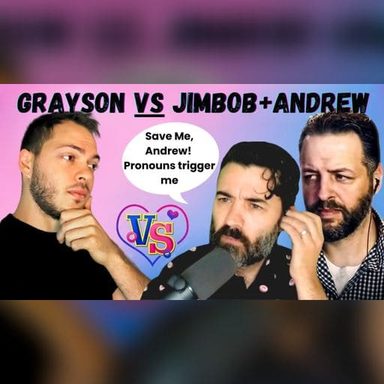 GRAYSON VS JIMBOB+ANDREW
Save Me,
Andrew!
Pronouns trigger
me
VS